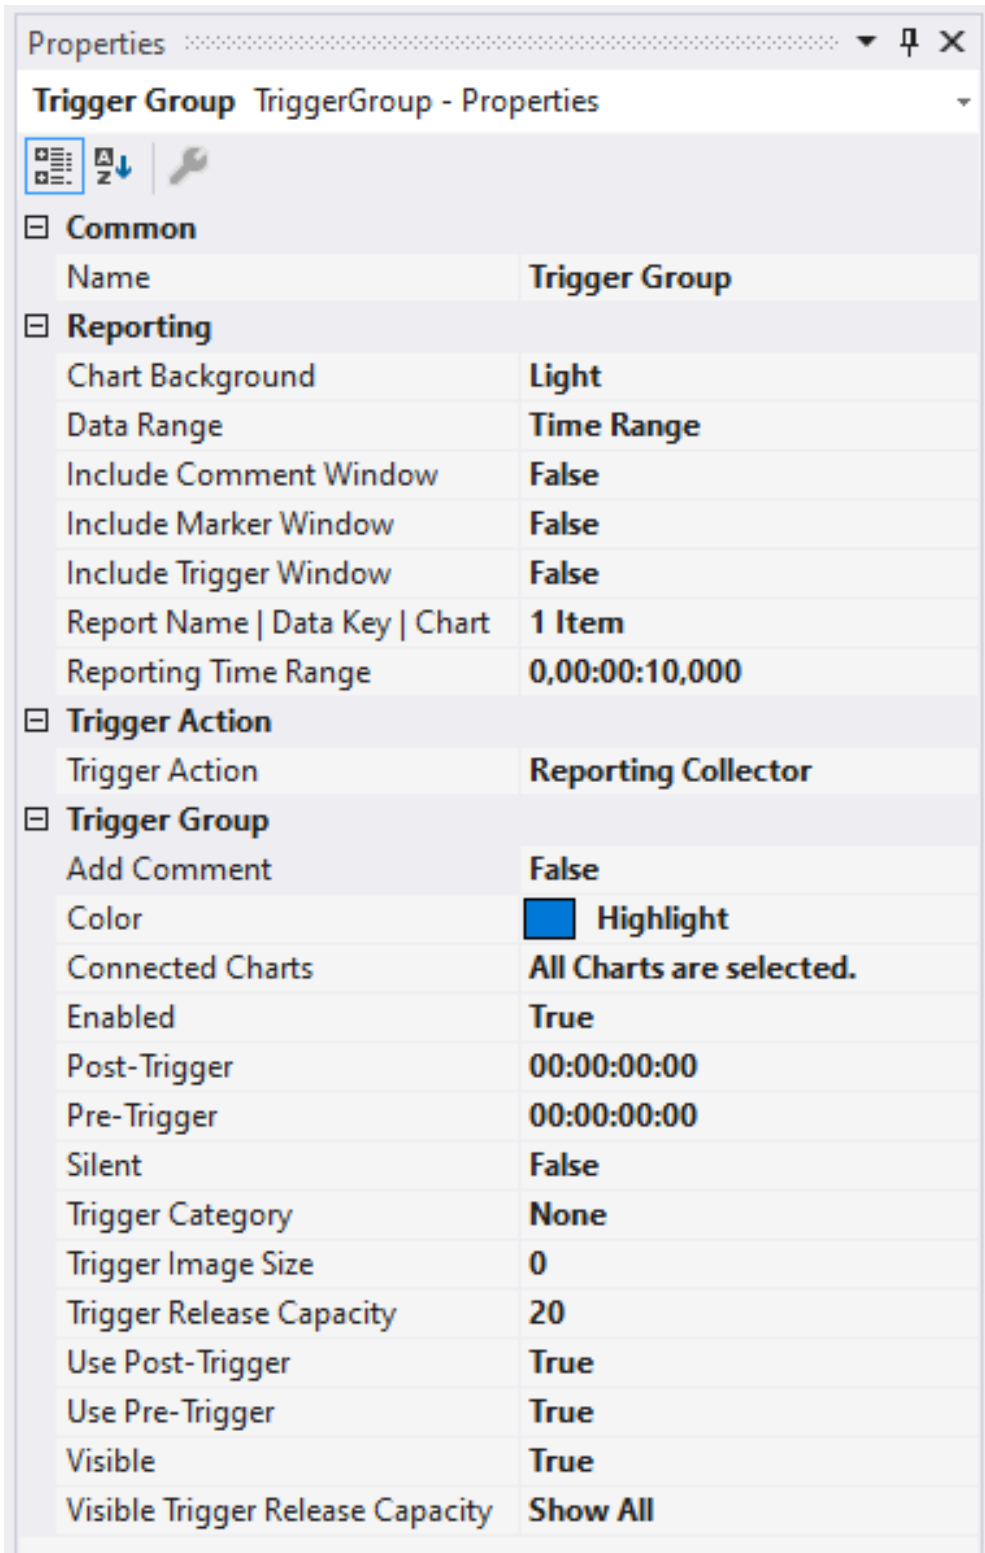 Properties
Trigger Group TriggerGroup - Properties
Common
Name Trigger Group
Reporting
Chart Background Light
Data Range Time Range
Include Comment Window False
Include Marker Window False
Include Trigger Window False
Report Name | Data Key | Chart 1 Item
Reporting Time Range 0,00:00:10,000
Trigger Action
Trigger Action Reporting Collector
Trigger Group
Add Comment False
Color Highlight
Connected Charts All Charts are selected.
Enabled True
Post-Trigger 00:00:00:00
Pre-Trigger 00:00:00:00
Silent False
Trigger Category None
Trigger Image Size 0
Trigger Release Capacity 20
Use Post-Trigger True
Use Pre-Trigger True
Visible True
Visible Trigger Release Capacity Show All